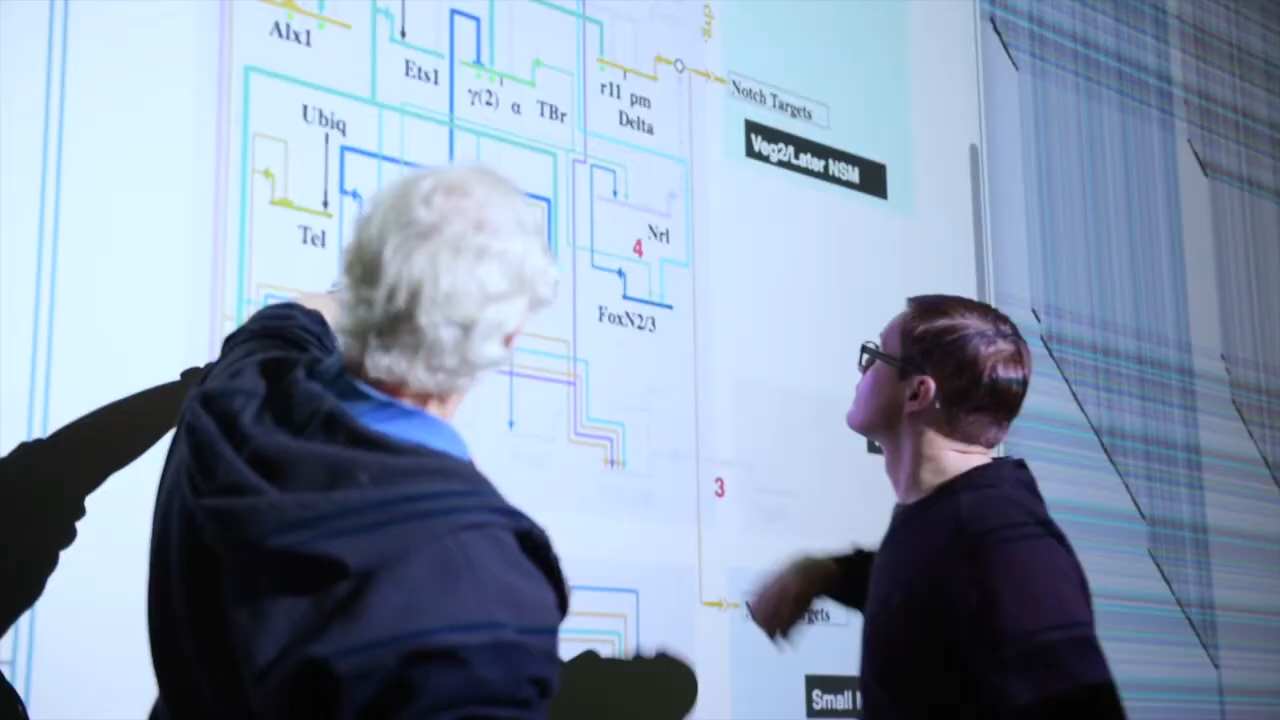 Alx1
Ets1
γ(2) α TBr
r11 pm
Delta
Notch Targets
Veg2/Later NSM
Ubiq
Tel
Nrl
4
FoxN2/3
3
Small